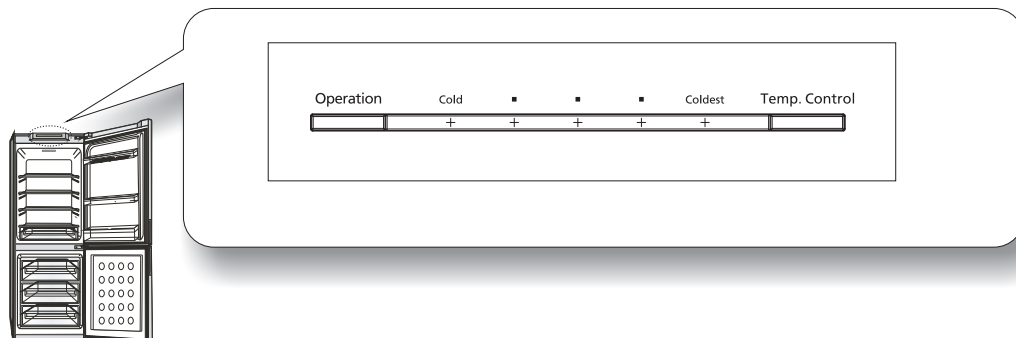 Operation Cold ■ ■ ■ Coldest Temp. Control